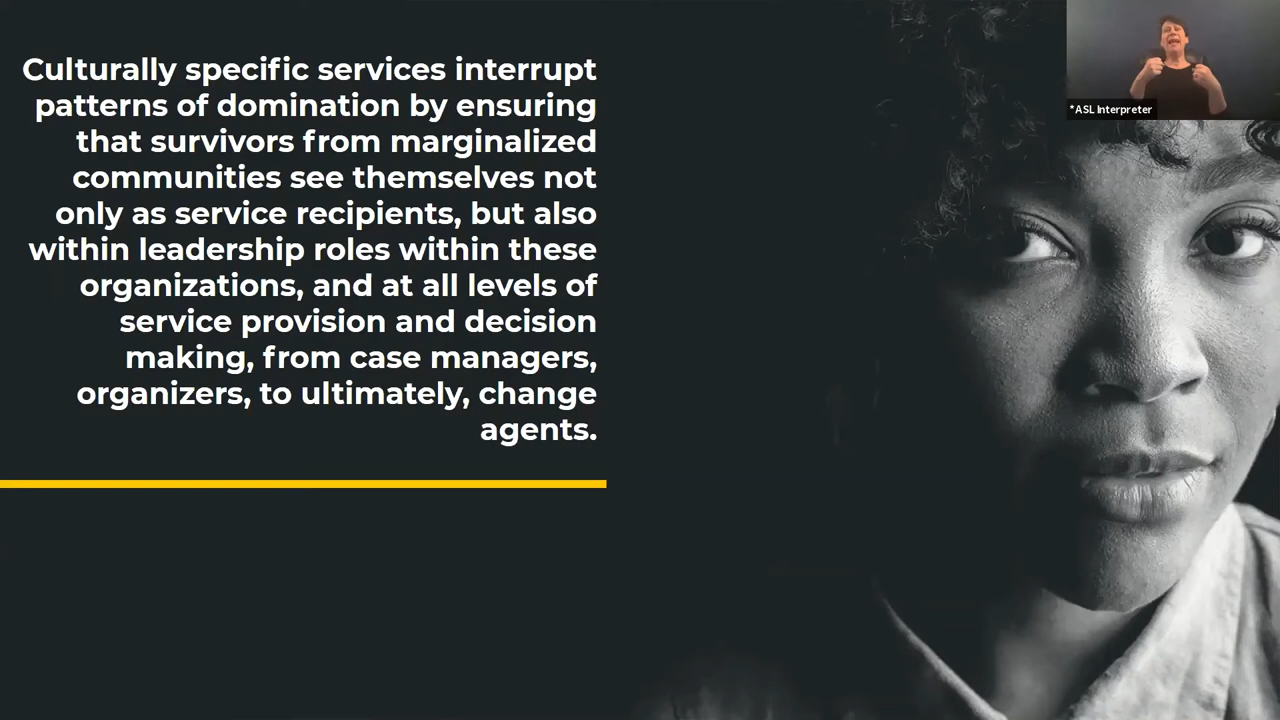 Culturally specific services interrupt
patterns of domination by ensuring
that survivors from marginalized
communities see themselves not
only as service recipients, but also
within leadership roles within these
organizations, and at all levels of
service provision and decision
making, from case managers,
organizers, to ultimately, change
agents.
*ASL Interpreter